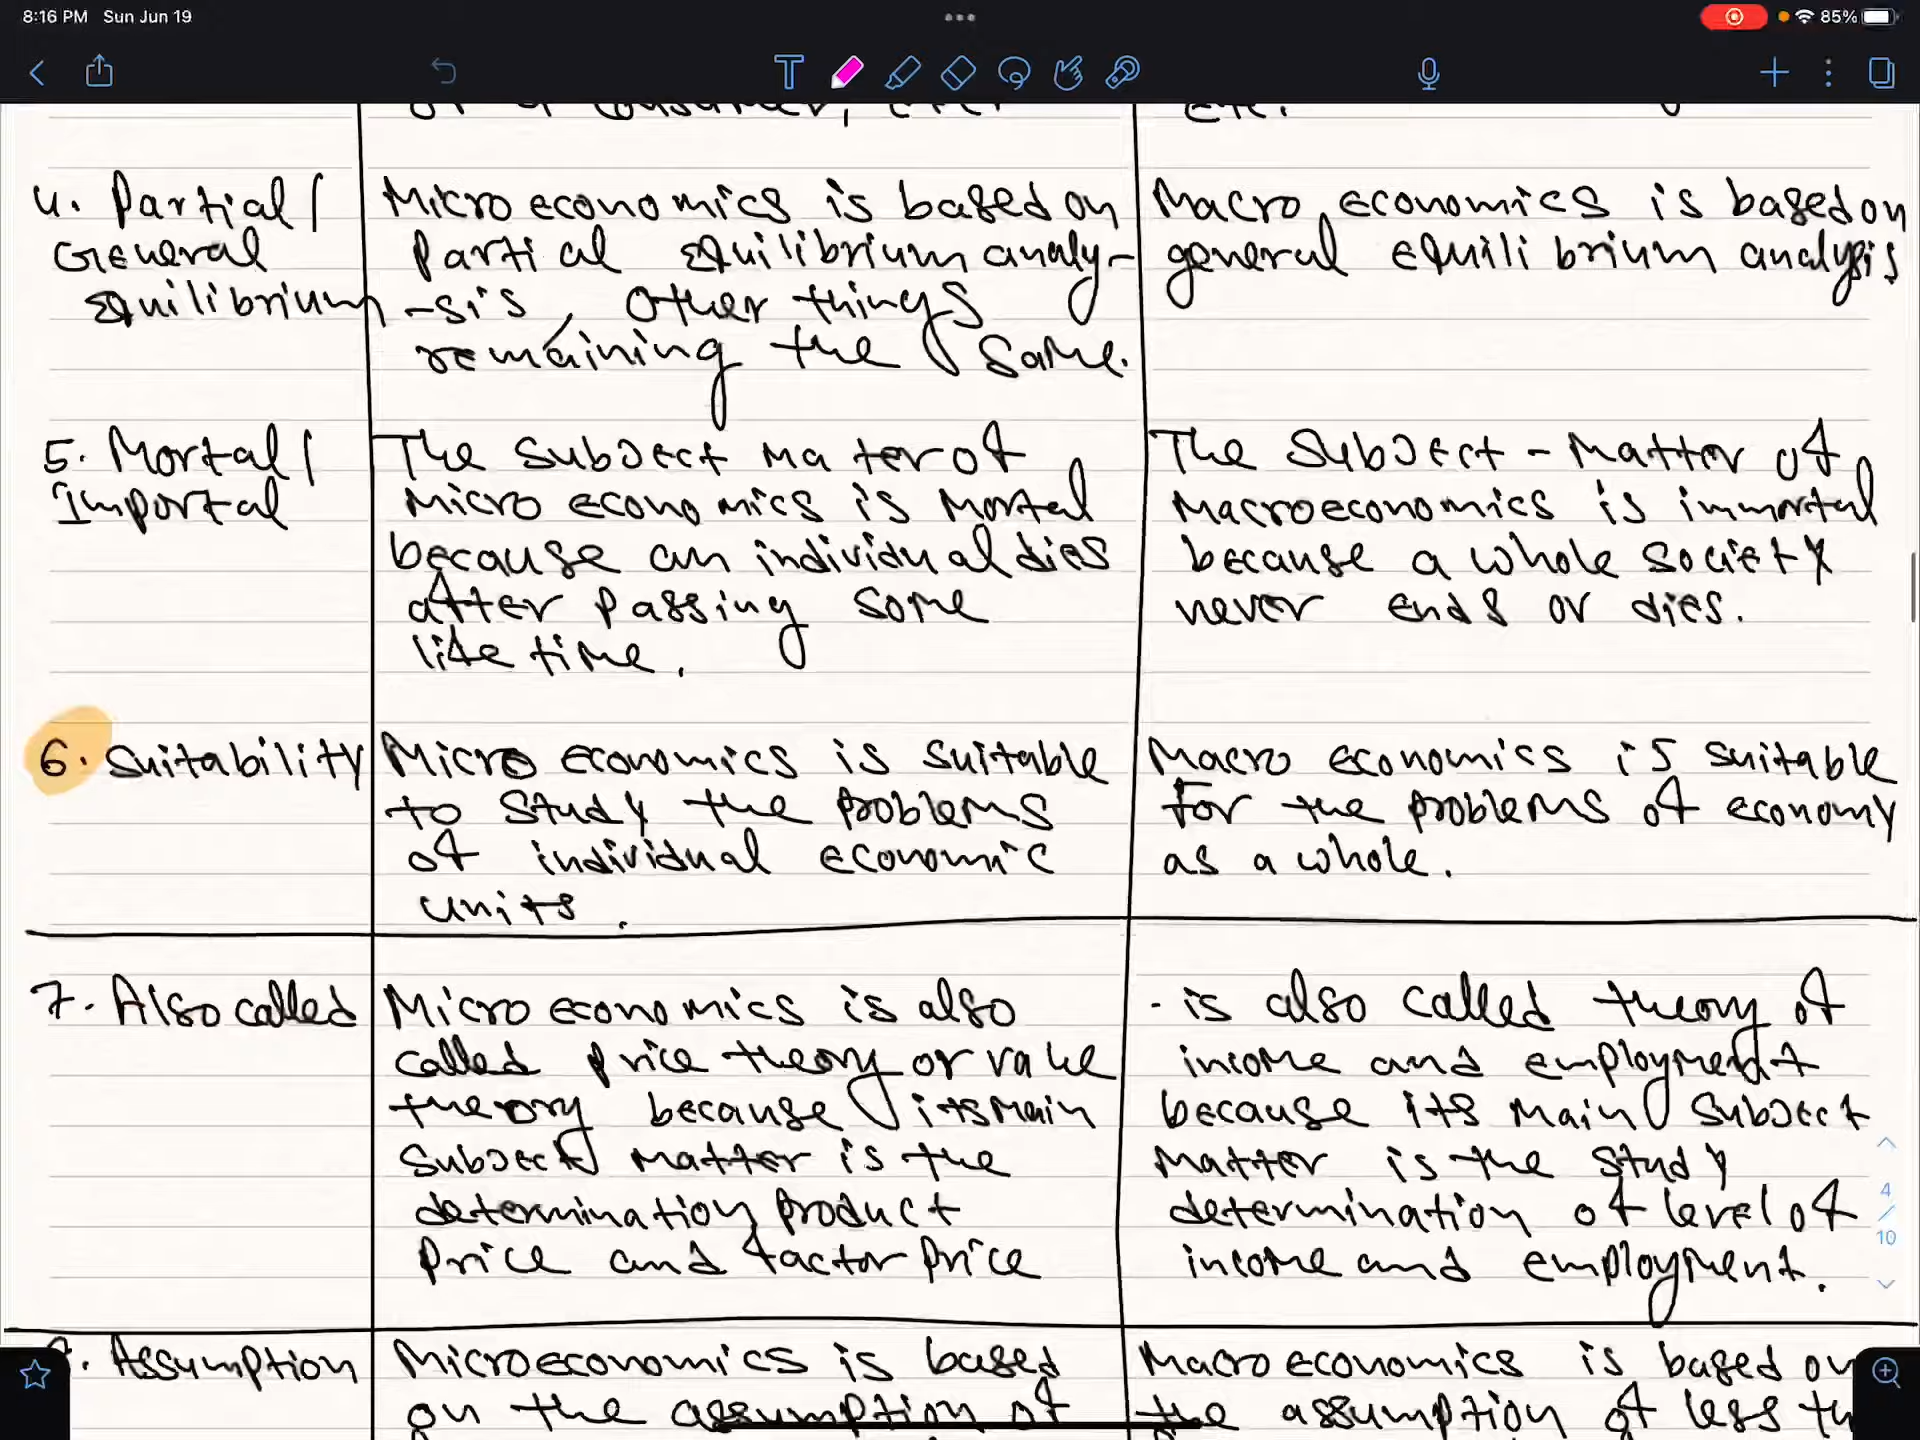 8:16 PM Sun Jun 19
85%
of a consumer, etc.
etc.
4. Partial/
General
Equilibrium
Micro economics is based on
partial equilibrium analy-
-sis, other things
remaining the same.
Macro economics is based on
general equilibrium analysis
5. Mortal/
Immortal
The subject matter of
micro economics is mortal
because an individual dies
after passing some
life time.
The subject-matter of
macroeconomics is immortal
because a whole society
never ends or dies.
6. Suitability
Micro economics is suitable
to study the problems
of individual economic
units.
Macro economics is suitable
for the problems of economy
as a whole.
7. Also called
Micro economics is also
called price theory or value
theory because its main
subject matter is the
determination product
price and factor price
- is also called theory of
income and employment
because its main subject
matter is the study
determination of level of
income and employment.
Assumption
Microeconomics is based
on the assumption of
Macro economics is based on
the assumption of less th
4
/
10